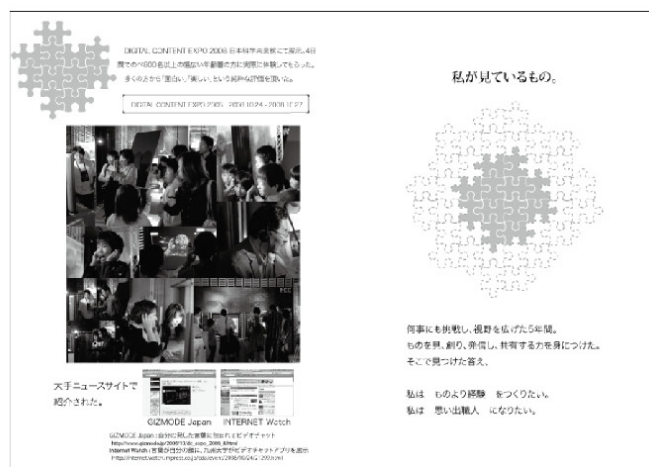 DIGITAL CONTENT EXPO 2008 日本科学未来館にて展示。4日
間でのべ600名以上の幅広い年齢層の方に実際に体験してもらった。
多くの方から「面白い」、「楽しい」という純粋な評価を頂いた。
DIGITAL CONTENT EXPO 2008 2008.10.24 - 2008.10.27
大手ニュースサイトで
紹介された。
GIZMODE Japan
INTERNET Watch
GIZMODE Japan :
Internet Watch :
私が見ているもの。
何事にも挑戦し、視野を拡げた5年間。
ものを見、創り、発信し、共有する力を身につけた。
そこで見つけた答え、
私は ものより経験 をつくりたい。
私は 思い出職人 になりたい。